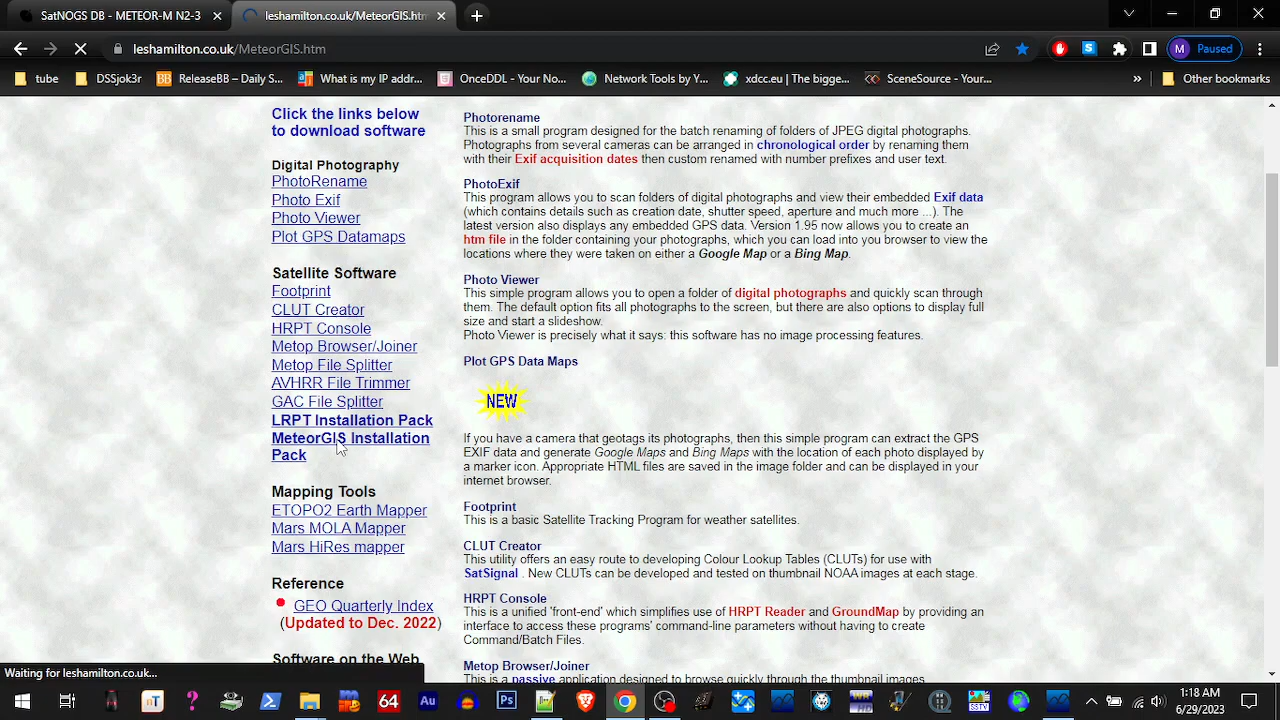 SatNOGS DB - METEOR-M N2-3
leshamilton.co.uk/MeteorGIS.htm
leshamilton.co.uk/MeteorGIS.htm
M Paused
tube
DSSjok3r
ReleaseBB – Daily S...
What is my IP addr...
OnceDDL - Your No...
Network Tools by Y...
xdcc.eu | The bigge...
SceneSource - Your...
»
Other bookmarks
Click the links below
to download software
Digital Photography
PhotoRename
Photo Exif
Photo Viewer
Plot GPS Datamaps
Satellite Software
Footprint
CLUT Creator
HRPT Console
Metop Browser/Joiner
Metop File Splitter
AVHRR File Trimmer
GAC File Splitter
LRPT Installation Pack
MeteorGIS Installation
Pack
Mapping Tools
ETOPO2 Earth Mapper
Mars MOLA Mapper
Mars HiRes mapper
Reference
GEO Quarterly Index
(Updated to Dec. 2022)
Software on the Web
Photorename
This is a small program designed for the batch renaming of folders of JPEG digital photographs.
Photographs from several cameras can be arranged in chronological order by renaming them
with their Exif acquisition dates then custom renamed with number prefixes and user text.
PhotoExif
This program allows you to scan folders of digital photographs and view their embedded Exif data
(which contains details such as creation date, shutter speed, aperture and much more ...). The
latest version also displays any embedded GPS data. Version 1.95 now allows you to create an
htm file in the folder containing your photographs, which you can load into you browser to view the
locations where they were taken on either a Google Map or a Bing Map.
Photo Viewer
This simple program allows you to open a folder of digital photographs and quickly scan through
them. The default option fits all photographs to the screen, but there are also options to display full
size and start a slideshow.
Photo Viewer is precisely what it says: this software has no image processing features.
Plot GPS Data Maps
NEW
If you have a camera that geotags its photographs, then this simple program can extract the GPS
EXIF data and generate Google Maps and Bing Maps with the location of each photo displayed by
a marker icon. Appropriate HTML files are saved in the image folder and can be displayed in your
internet browser.
Footprint
This is a basic Satellite Tracking Program for weather satellites.
CLUT Creator
This utility offers an easy route to developing Colour Lookup Tables (CLUTs) for use with
SatSignal . New CLUTs can be developed and tested on thumbnail NOAA images at each stage.
HRPT Console
This is a unified 'front-end' which simplifies use of HRPT Reader and GroundMap by providing an
interface to access these programs' command-line parameters without having to create
Command/Batch Files.
Metop Browser/Joiner
This is a passive application designed to browse quickly through the thumbnail images
Waiting for leshamilton.co.uk...
64
Au
Ps
SSTV
1:18 AM
6/29/2023